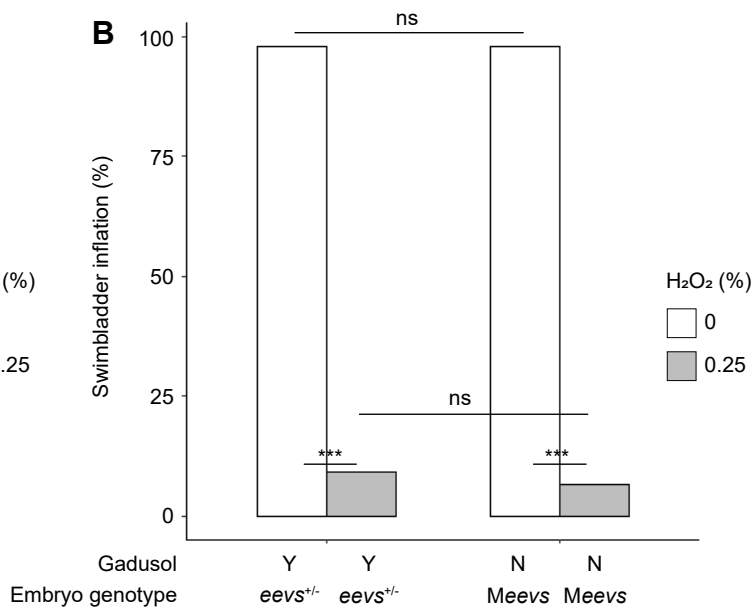 B
ns
100
75
50
25
0
Swimbladder inflation (%)
ns
***
***
(%)
.25
H₂O₂ (%)
0
0.25
Gadusol Y Y N N
Embryo genotype eevs+/- eevs+/- Meevs Meevs